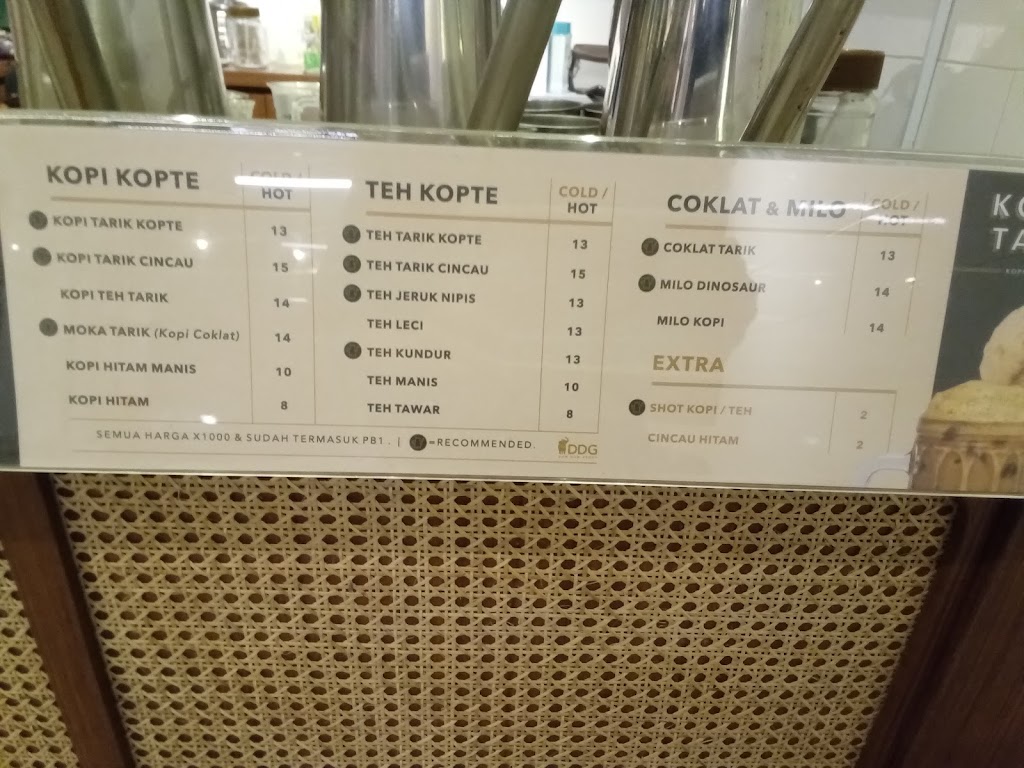 KOPI KOPTE COLD / HOT
KOPI TARIK KOPTE 13
KOPI TARIK CINCAU 15
KOPI TEH TARIK 14
MOKA TARIK (Kopi Coklat) 14
KOPI HITAM MANIS 10
KOPI HITAM 8
TEH KOPTE COLD / HOT
TEH TARIK KOPTE 13
TEH TARIK CINCAU 15
TEH JERUK NIPIS 13
TEH LECI 13
TEH KUNDUR 13
TEH MANIS 10
TEH TAWAR 8
COKLAT & MILO COLD / HOT
COKLAT TARIK 13
MILO DINOSAUR 14
MILO KOPI 14
EXTRA
SHOT KOPI / TEH 2
CINCAU HITAM 2
SEMUA HARGA X1000 & SUDAH TERMASUK PB1. | =RECOMMENDED.
DDG